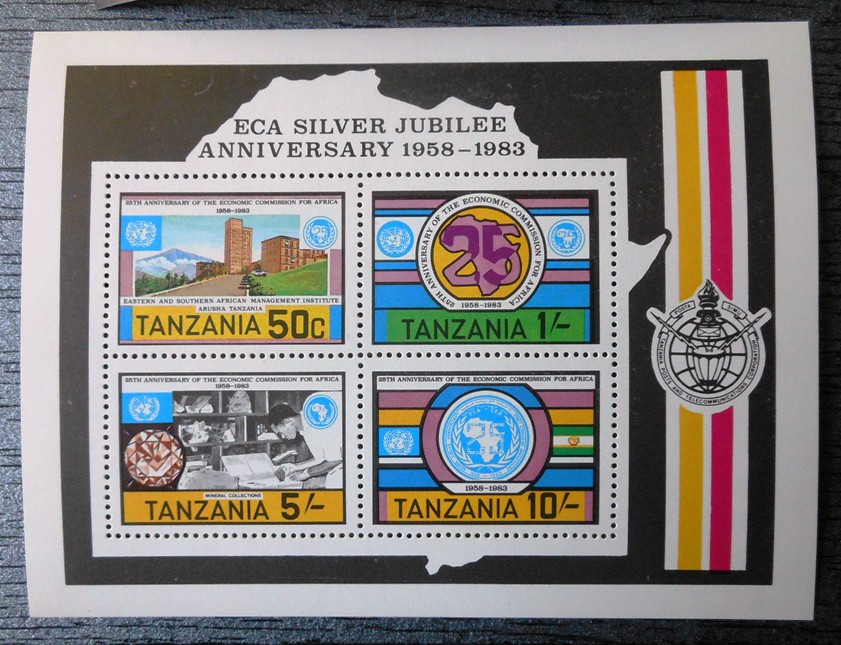 ECA SILVER JUBILEE
ANNIVERSARY 1958–1983
25TH ANNIVERSARY OF THE ECONOMIC COMMISSION FOR AFRICA
1958–1983
EASTERN AND SOUTHERN AFRICAN MANAGEMENT INSTITUTE
ARUSHA TANZANIA
TANZANIA 50C
25TH ANNIVERSARY OF THE ECONOMIC COMMISSION FOR AFRICA
25
1958–1983
TANZANIA 1/-
25TH ANNIVERSARY OF THE ECONOMIC COMMISSION FOR AFRICA
1958–1983
MINERAL COLLECTIONS
TANZANIA 5/-
25TH ANNIVERSARY OF THE ECONOMIC COMMISSION FOR AFRICA
1958–1983
TANZANIA 10/-
POSTA SIMU
TANZANIA POSTS AND TELECOMMUNICATIONS CORPORATION